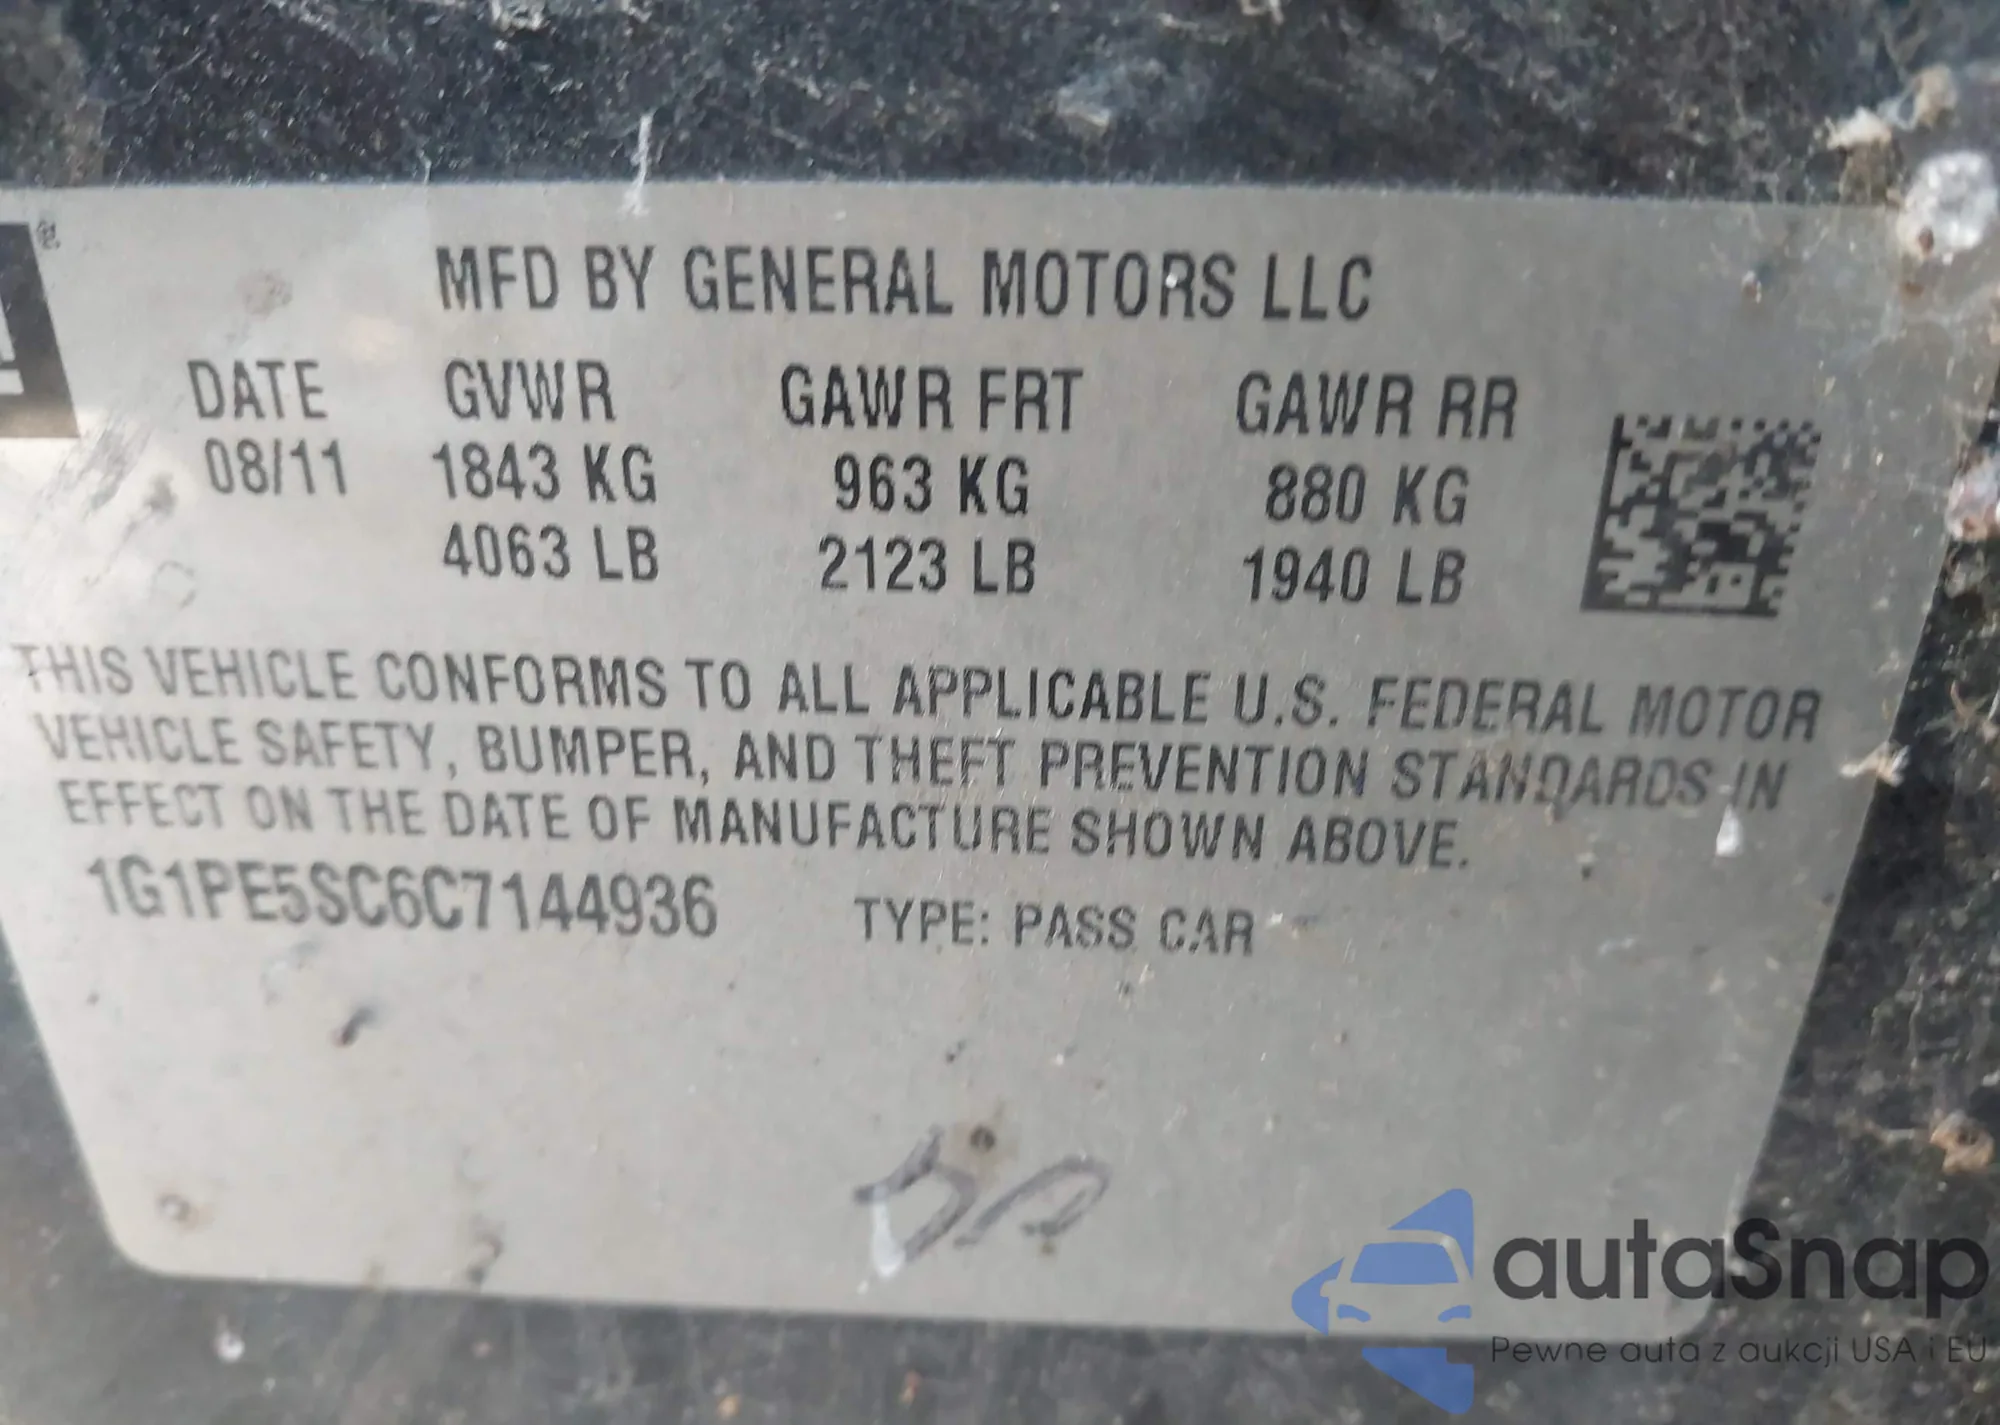 MFD BY GENERAL MOTORS LLC
DATE GVWR GAWR FRT GAWR RR
08/11 1843 KG 963 KG 880 KG
4063 LB 2123 LB 1940 LB
THIS VEHICLE CONFORMS TO ALL APPLICABLE U.S. FEDERAL MOTOR
VEHICLE SAFETY, BUMPER, AND THEFT PREVENTION STANDARDS IN
EFFECT ON THE DATE OF MANUFACTURE SHOWN ABOVE.
1G1PE5SC6C7144936 TYPE: PASS CAR
autaSnap
Pewne auta z aukcji USA i EU